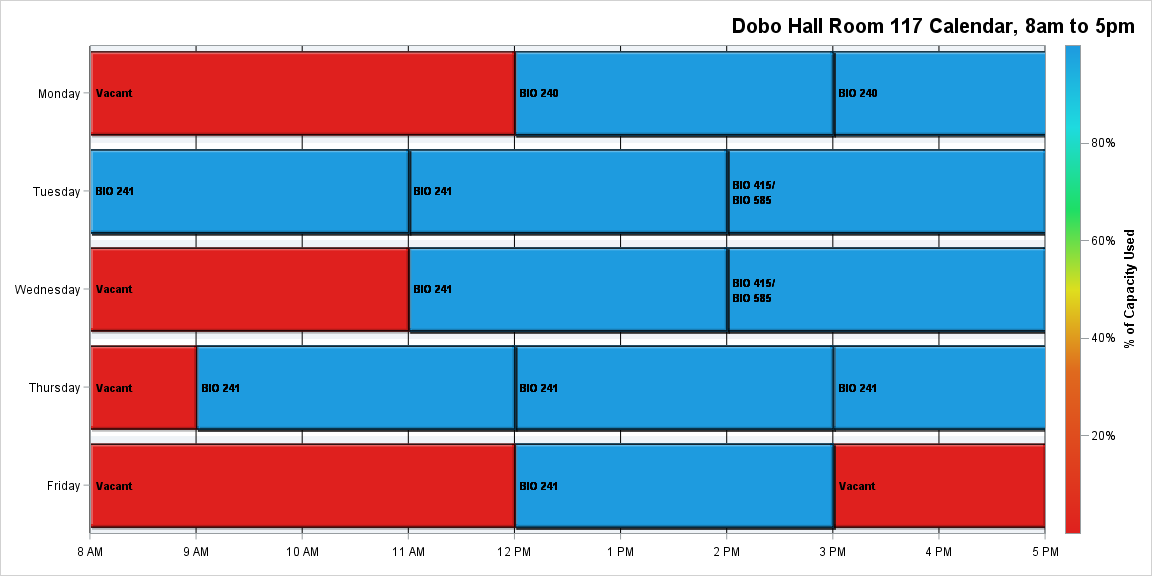 Dobo Hall Room 117 Calendar, 8am to 5pm
Monday
Vacant
BIO 240
BIO 240
Tuesday
BIO 241
BIO 241
BIO 415/
BIO 585
Wednesday
Vacant
BIO 241
BIO 415/
BIO 585
Thursday
Vacant
BIO 241
BIO 241
BIO 241
Friday
Vacant
BIO 241
Vacant
8 AM
9 AM
10 AM
11 AM
12 PM
1 PM
2 PM
3 PM
4 PM
5 PM
80%
60%
40%
20%
% of Capacity Used